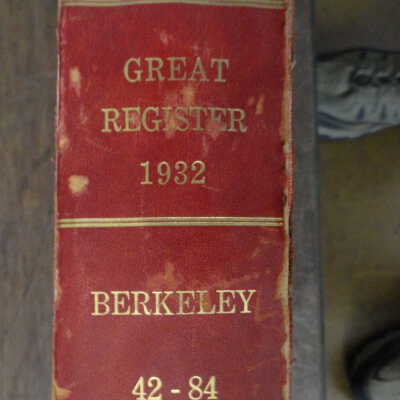 GREAT
REGISTER
1932
BERKELEY
42 - 84